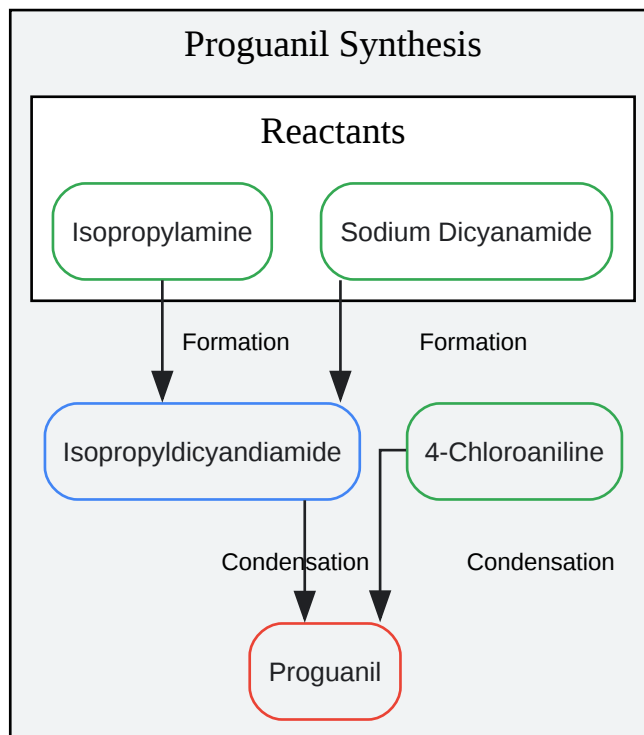 Proguanil Synthesis
Reactants
Isopropylamine
Sodium Dicyanamide
Formation
Formation
Isopropyldicyandiamide
4-Chloroaniline
Condensation
Condensation
Proguanil